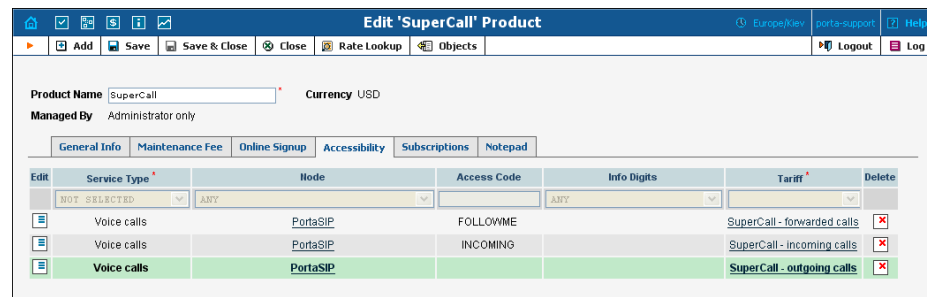 Edit 'SuperCall' Product
Europe/Kiev porta-support ? Help
Add Save Save & Close Close Rate Lookup Objects Logout Log
Product Name SuperCall * Currency USD
Managed By Administrator only
General Info Maintenance Fee Online Signup Accessibility Subscriptions Notepad
Edit Service Type * Node Access Code Info Digits Tariff * Delete
NOT SELECTED ANY ANY
Voice calls PortaSIP FOLLOWME SuperCall - forwarded calls
Voice calls PortaSIP INCOMING SuperCall - incoming calls
Voice calls PortaSIP SuperCall - outgoing calls